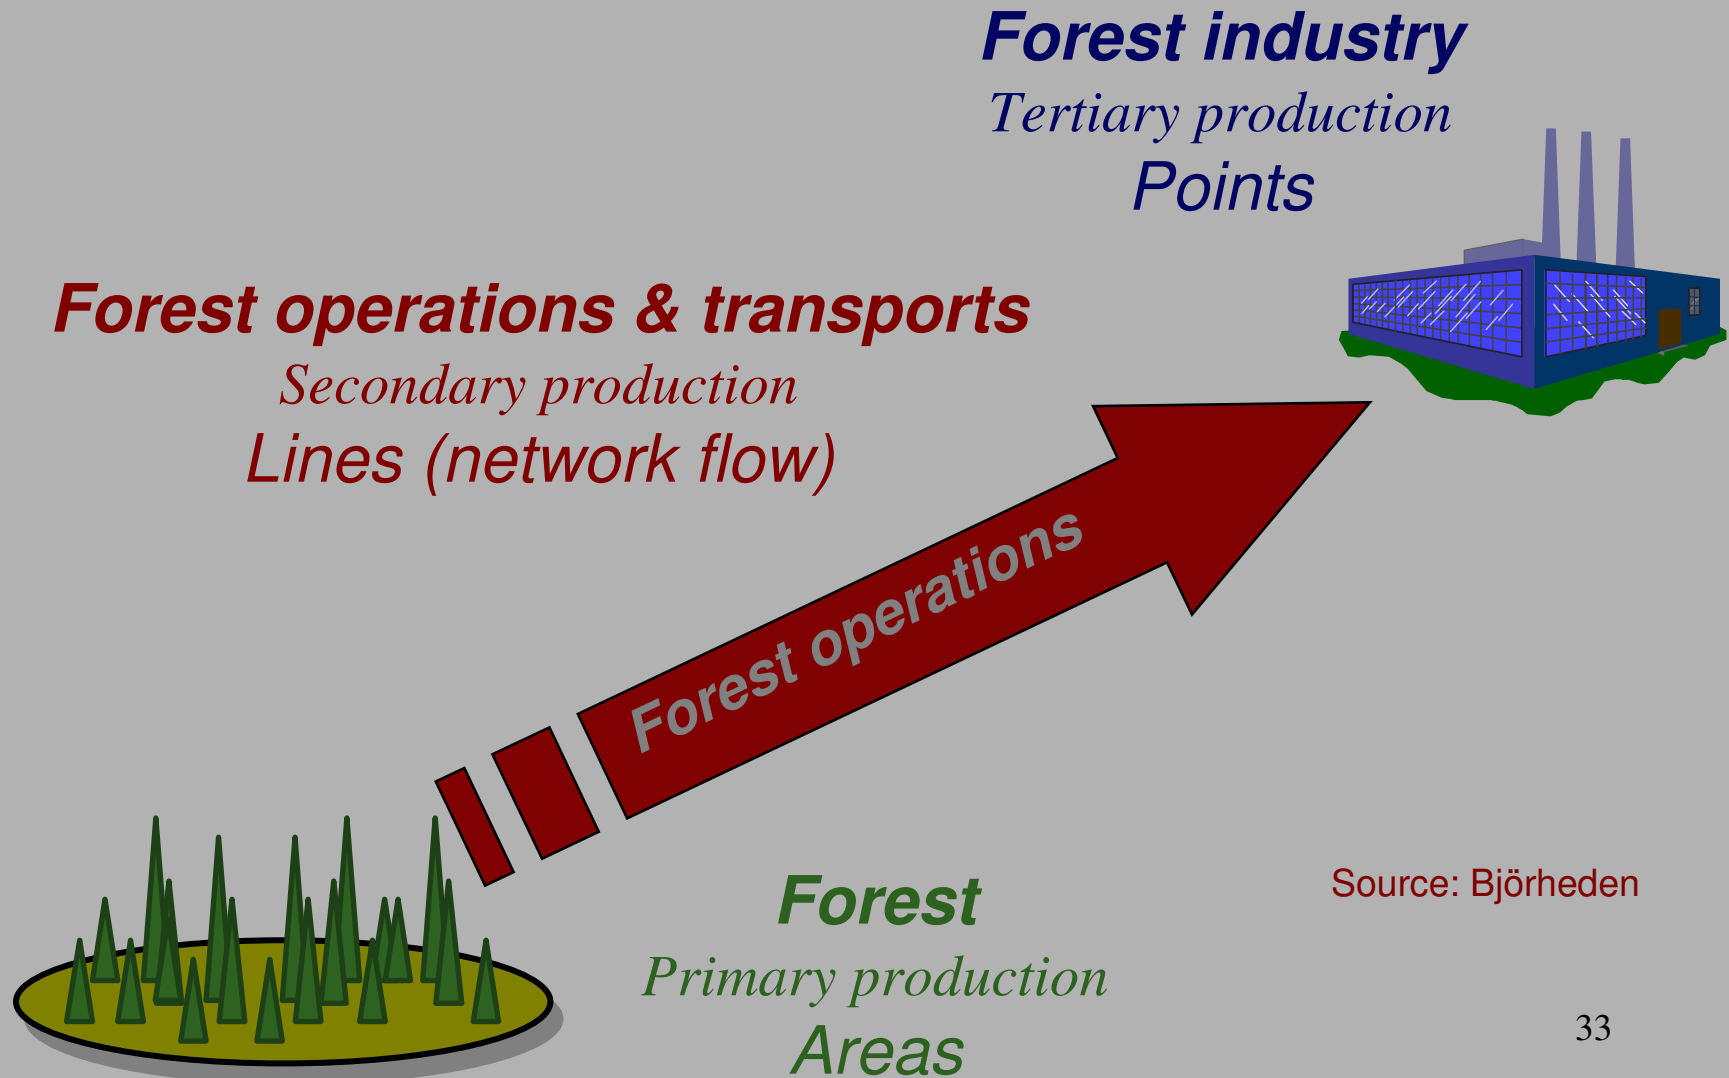 Forest industry
Tertiary production
Points
Forest operations & transports
Secondary production
Lines (network flow)
Forest operations
Forest
Primary production
Areas
Source: Björheden
33